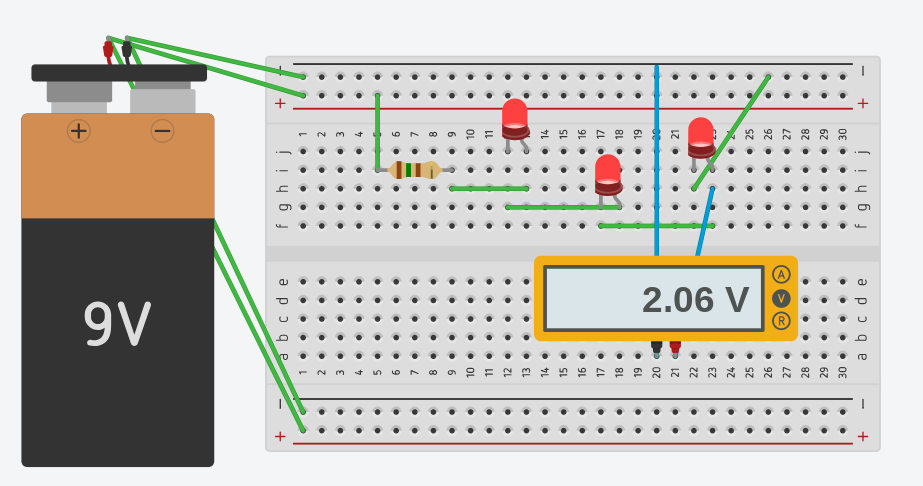 + −
9V
− −
+ +
1 2 3 4 5 6 7 8 9 10 11 12 13 14 15 16 17 18 19 20 21 22 23 24 25 26 27 28 29 30
j j
i i
h h
g g
f f
2.06 V
A
V
R
e e
d d
c c
b b
a a
1 2 3 4 5 6 7 8 9 10 11 12 13 14 15 16 17 18 19 20 21 22 23 24 25 26 27 28 29 30
− −
+ +